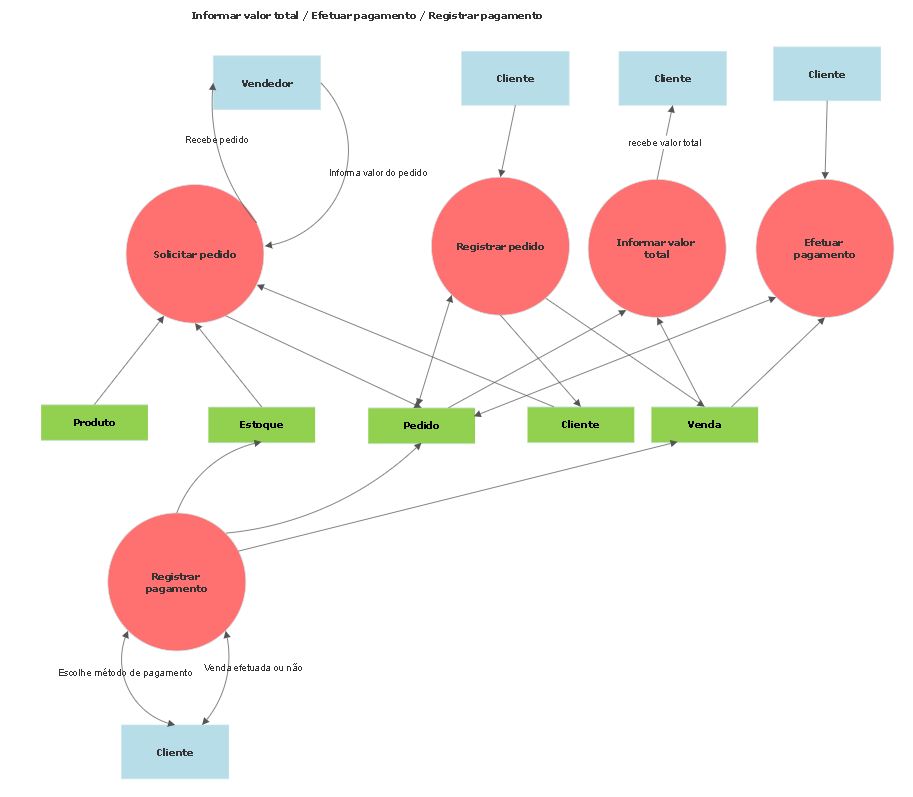 Informar valor total / Efetuar pagamento / Registrar pagamento
Vendedor
Cliente
Cliente
Cliente
Recebe pedido
Informa valor do pedido
recebe valor total
Solicitar pedido
Registrar pedido
Informar valor
total
Efetuar
pagamento
Produto
Estoque
Pedido
Cliente
Venda
Registrar
pagamento
Escolhe método de pagamento
Venda efetuada ou não
Cliente